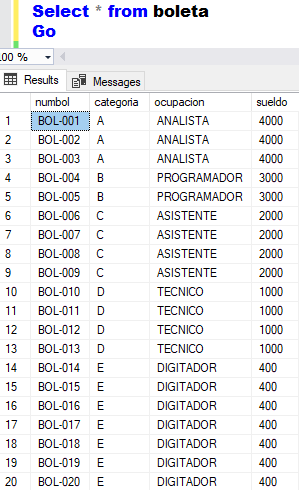 Select * from boleta
Go
100 %
Results Messages
numbol categoria ocupacion sueldo
1 BOL-001 A ANALISTA 4000
2 BOL-002 A ANALISTA 4000
3 BOL-003 A ANALISTA 4000
4 BOL-004 B PROGRAMADOR 3000
5 BOL-005 B PROGRAMADOR 3000
6 BOL-006 C ASISTENTE 2000
7 BOL-007 C ASISTENTE 2000
8 BOL-008 C ASISTENTE 2000
9 BOL-009 C ASISTENTE 2000
10 BOL-010 D TECNICO 1000
11 BOL-011 D TECNICO 1000
12 BOL-012 D TECNICO 1000
13 BOL-013 D TECNICO 1000
14 BOL-014 E DIGITADOR 400
15 BOL-015 E DIGITADOR 400
16 BOL-016 E DIGITADOR 400
17 BOL-017 E DIGITADOR 400
18 BOL-018 E DIGITADOR 400
19 BOL-019 E DIGITADOR 400
20 BOL-020 E DIGITADOR 400